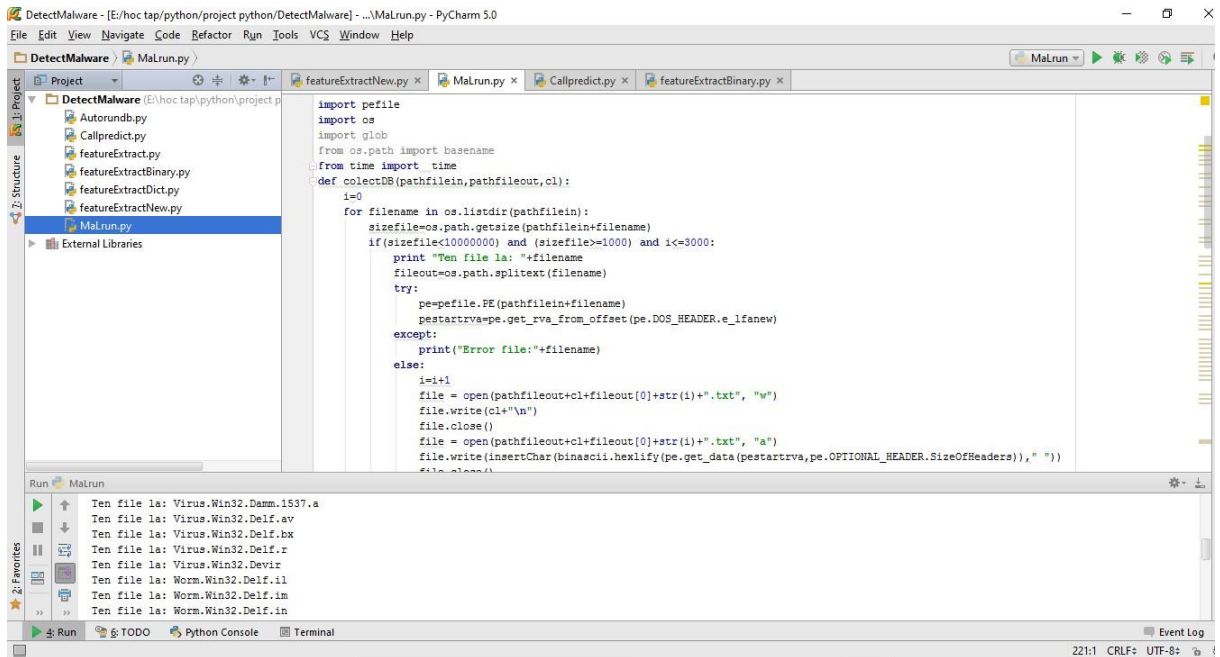 DetectMalware - [E:/hoc tap/python/project python/DetectMalware] - ...\MaLrun.py - PyCharm 5.0
File Edit View Navigate Code Refactor Run Tools VCS Window Help
DetectMalware MaLrun.py
MaLrun
1: Project
7: Structure
2: Favorites
Project
featureExtractNew.py × MaLrun.py × Callpredict.py × featureExtractBinary.py ×
DetectMalware (E:\hoc tap\python\project p
Autorundb.py
Callpredict.py
featureExtract.py
featureExtractBinary.py
featureExtractDict.py
featureExtractNew.py
MaLrun.py
External Libraries
import pefile
import os
import glob
from os.path import basename
from time import time
def colectDB(pathfilein,pathfileout,cl):
i=0
for filename in os.listdir(pathfilein):
sizefile=os.path.getsize(pathfilein+filename)
if(sizefile<10000000) and (sizefile>=1000) and i<=3000:
print "Ten file la: "+filename
fileout=os.path.splitext(filename)
try:
pe=pefile.PE(pathfilein+filename)
pestartrva=pe.get_rva_from_offset(pe.DOS_HEADER.e_lfanew)
except:
print("Error file:"+filename)
else:
i=i+1
file = open(pathfileout+cl+fileout[0]+str(i)+".txt", "w")
file.write(cl+"\n")
file.close()
file = open(pathfileout+cl+fileout[0]+str(i)+".txt", "a")
file.write(insertChar(binascii.hexlify(pe.get_data(pestartrva,pe.OPTIONAL_HEADER.SizeOfHeaders))," "))
file.close()
Run MaLrun
Ten file la: Virus.Win32.Damm.1537.a
Ten file la: Virus.Win32.Delf.av
Ten file la: Virus.Win32.Delf.bx
Ten file la: Virus.Win32.Delf.r
Ten file la: Virus.Win32.Devir
Ten file la: Worm.Win32.Delf.il
Ten file la: Worm.Win32.Delf.im
Ten file la: Worm.Win32.Delf.in
4: Run 6: TODO Python Console Terminal Event Log
221:1 CRLF÷ UTF-8÷